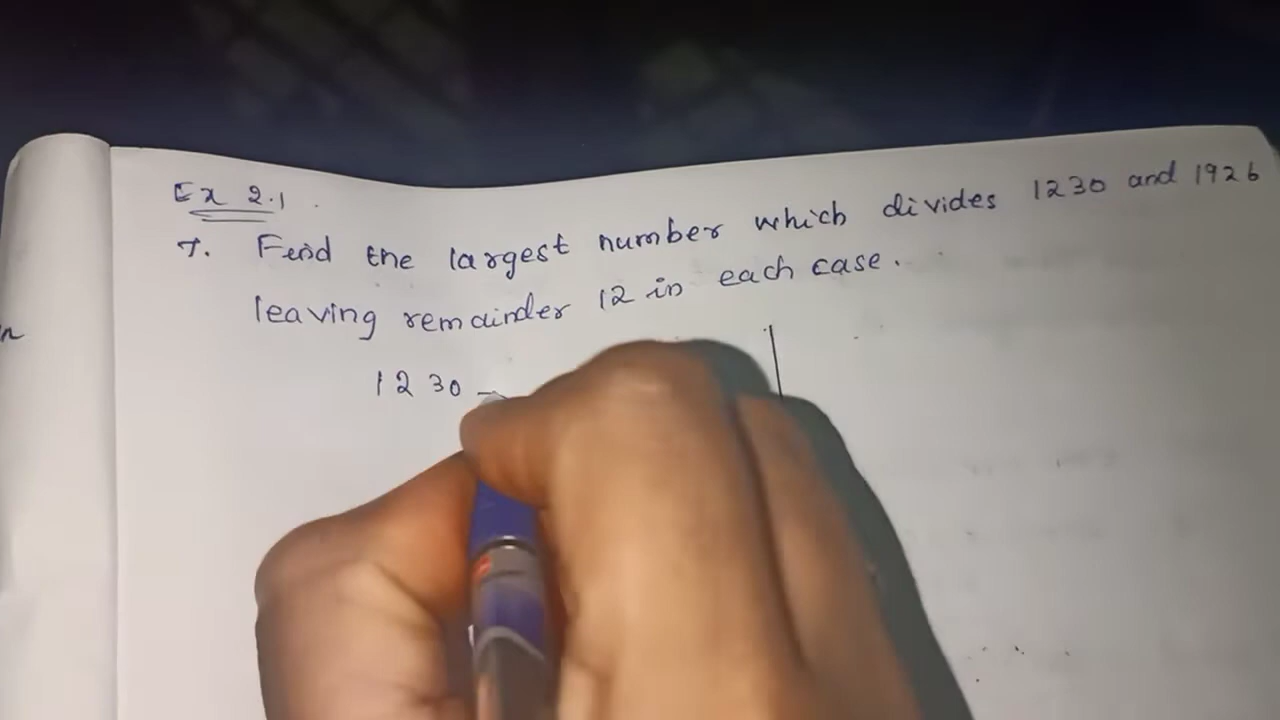 Ex 2.1
7. Find the largest number which divides 1230 and 1926
leaving remainder 12 in each case.
1230 -